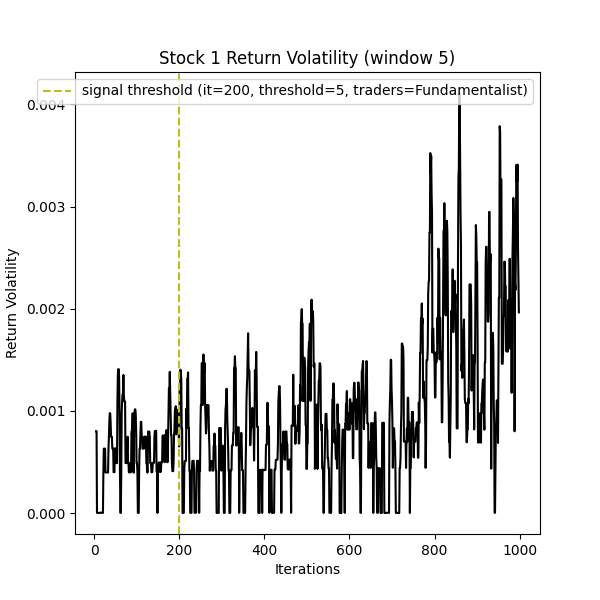 Stock 1 Return Volatility (window 5)
signal threshold (it=200, threshold=5, traders=Fundamentalist)
0.004
0.003
0.002
0.001
0.000
Return Volatility
0 200 400 600 800 1000
Iterations